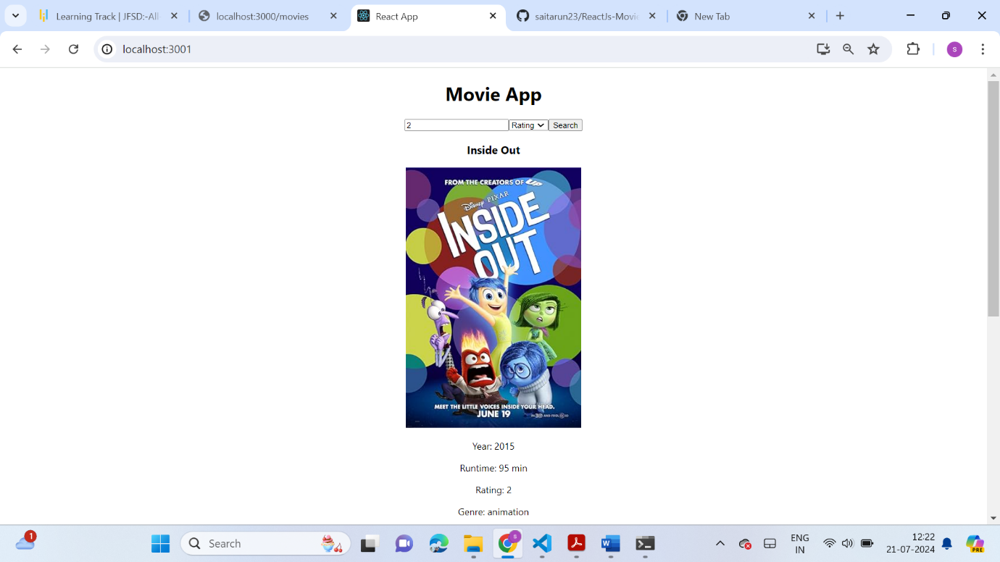 Learning Track | JFSD:-All-
localhost:3000/movies
React App
saitarun23/ReactJs-Movie
New Tab
localhost:3001
s
Movie App
2 Rating Search
Inside Out
FROM THE CREATORS OF UP
DISNEY PIXAR
INSIDE
OUT
MEET THE LITTLE VOICES INSIDE YOUR HEAD.
JUNE 19
Year: 2015
Runtime: 95 min
Rating: 2
Genre: animation
1
Search
s
W
ENG
IN
12:22
21-07-2024
PRE